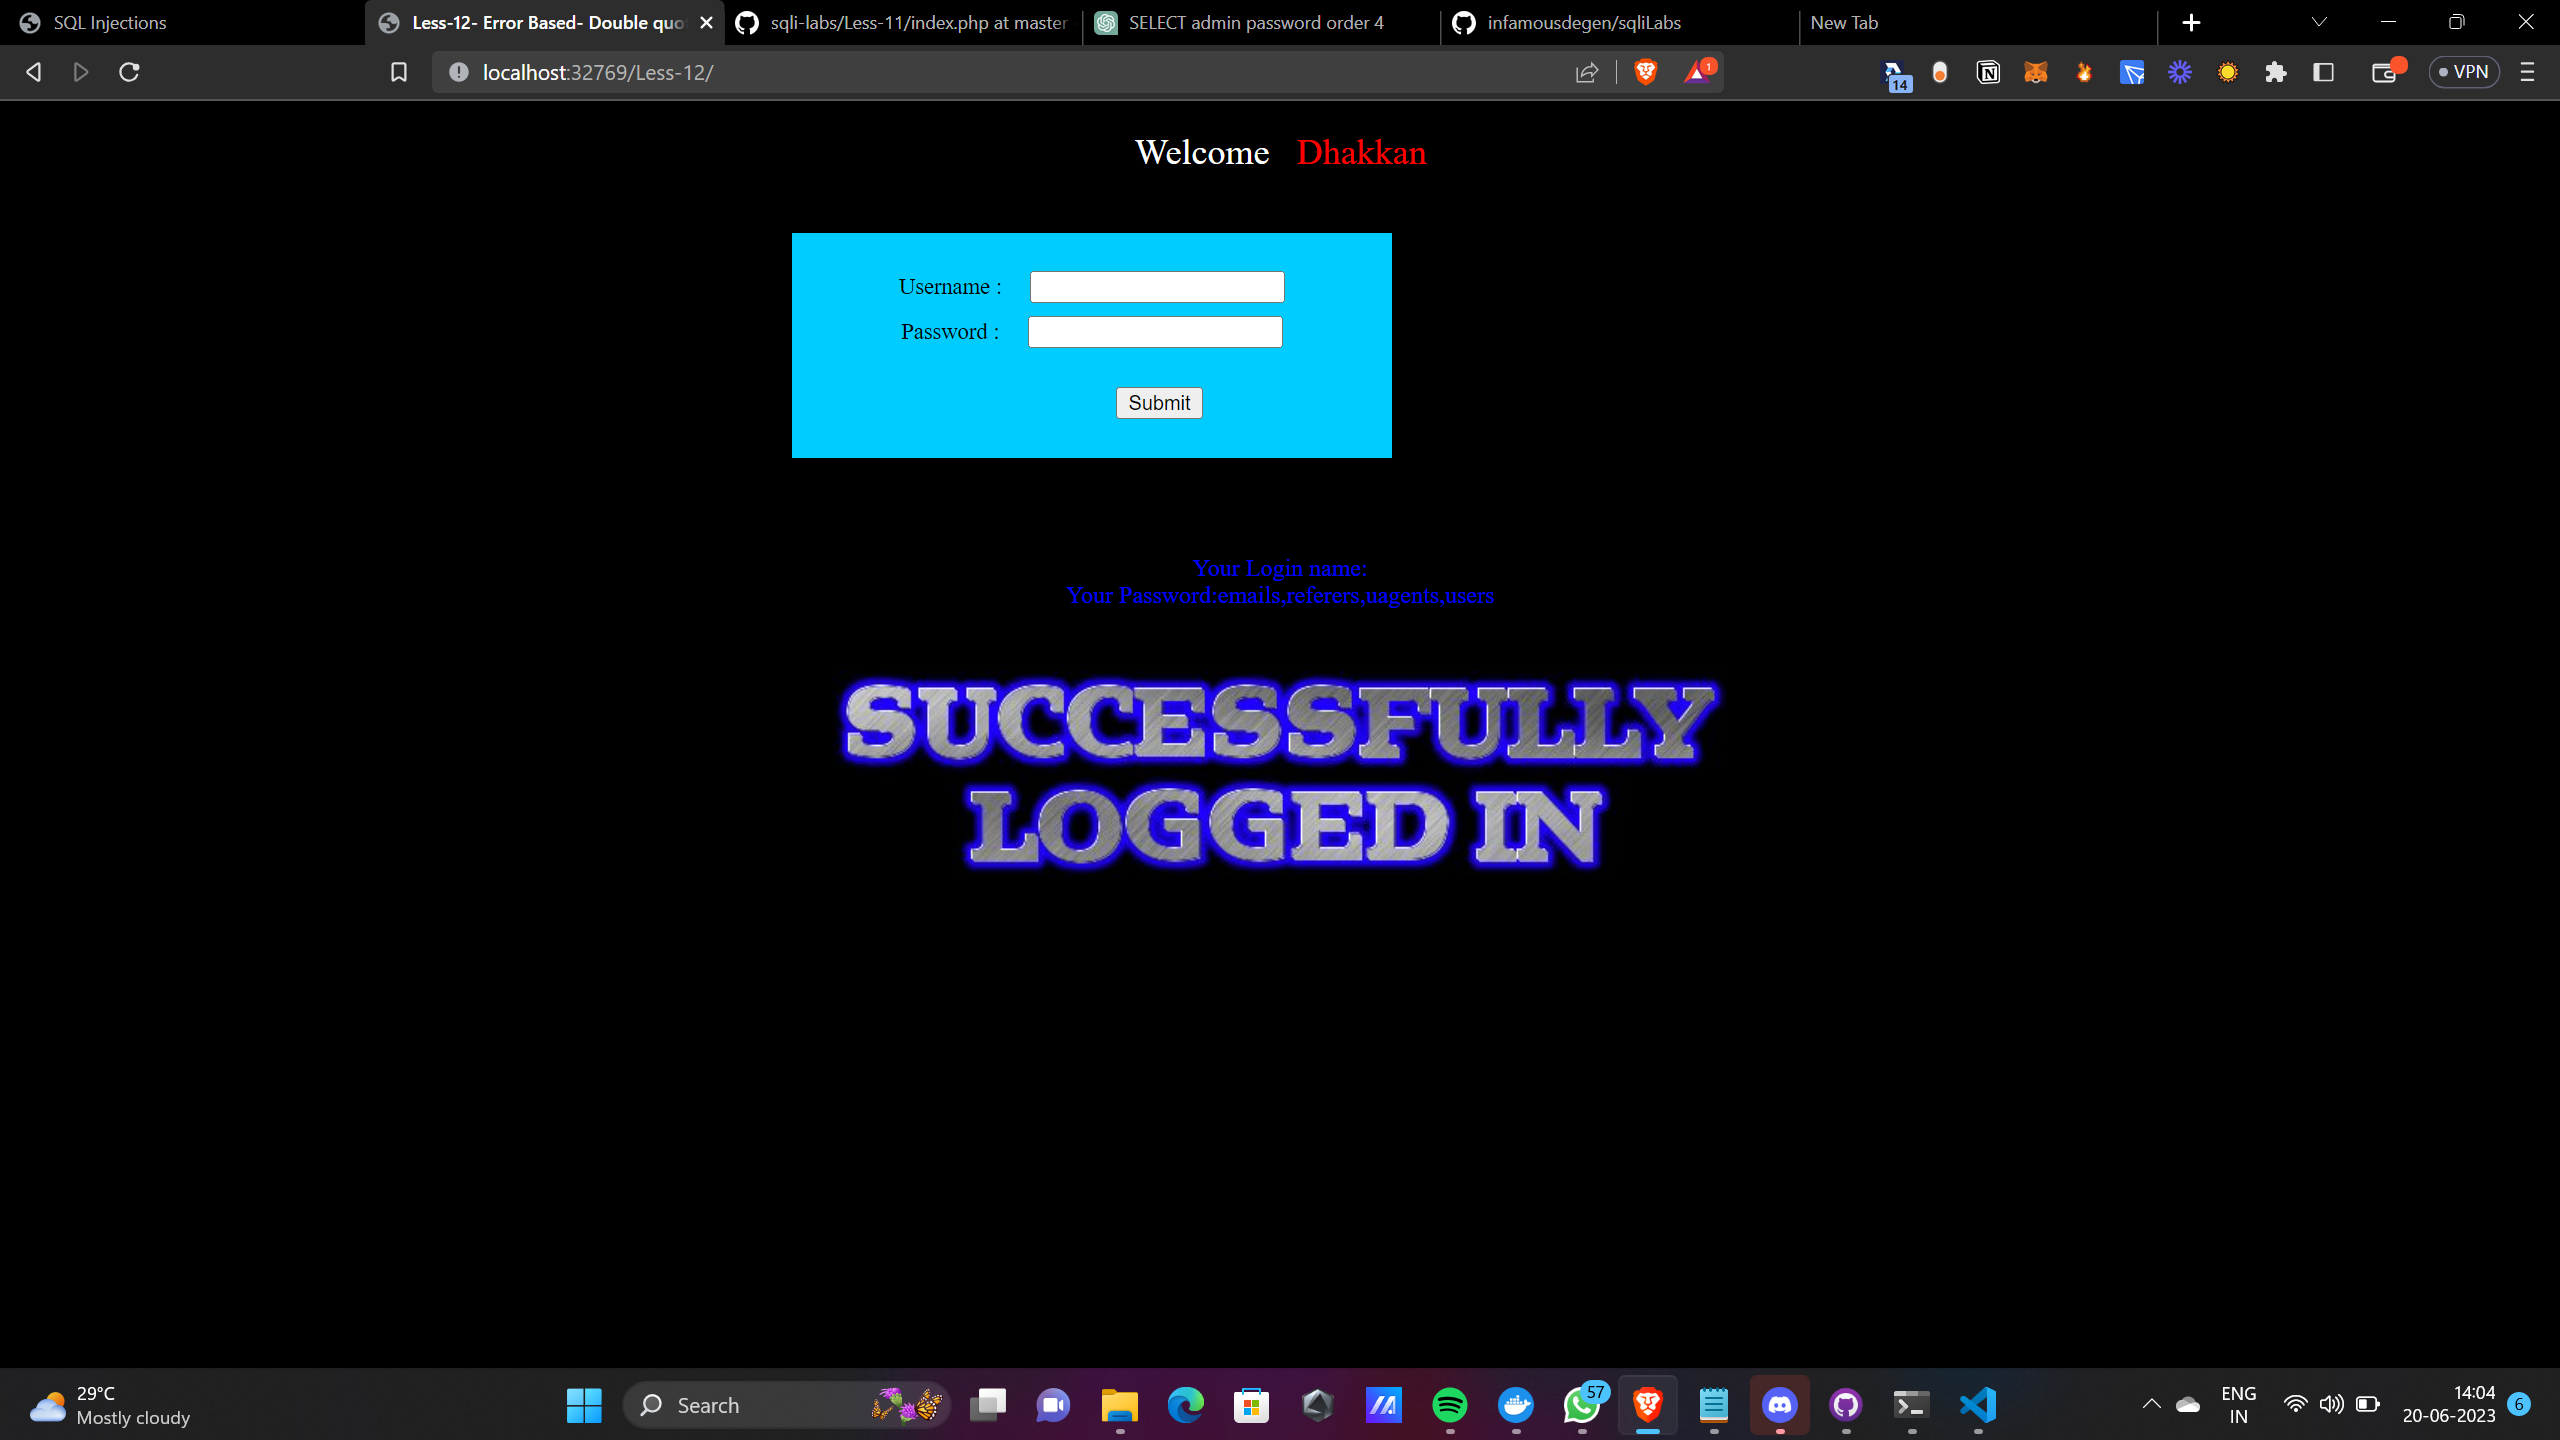 SQL Injections
Less-12- Error Based- Double quo
sqli-labs/Less-11/index.php at master
SELECT admin password order 4
infamousdegen/sqliLabs
New Tab
localhost:32769/Less-12/
1
14
VPN
Welcome Dhakkan
Username :
Password :
Submit
Your Login name:
Your Password:emails,referers,uagents,users
SUCCESSFULLY
LOGGED IN
29°C
Mostly cloudy
Search
57
ENG
IN
14:04
20-06-2023
6